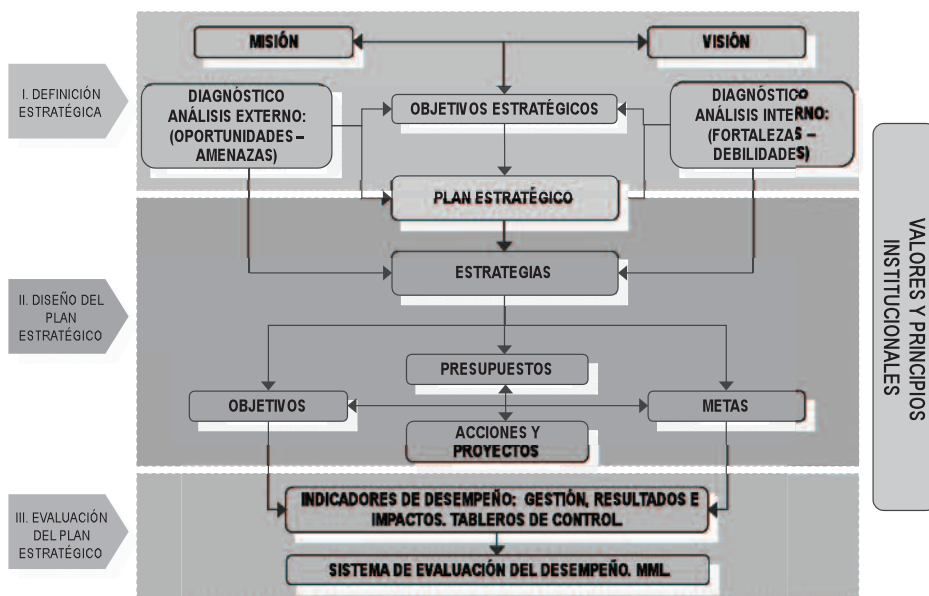 MISIÓN
VISIÓN
I. DEFINICIÓN
ESTRATÉGICA
DIAGNÓSTICO
ANÁLISIS EXTERNO:
(OPORTUNIDADES –
AMENAZAS)
OBJETIVOS ESTRATÉGICOS
DIAGNÓSTICO
ANÁLISIS INTERNO:
(FORTALEZAS –
DEBILIDADES)
PLAN ESTRATÉGICO
II. DISEÑO DEL
PLAN
ESTRATÉGICO
ESTRATEGIAS
PRESUPUESTOS
OBJETIVOS
METAS
ACCIONES Y
PROYECTOS
III. EVALUACIÓN
DEL PLAN
ESTRATÉGICO
INDICADORES DE DESEMPEÑO: GESTIÓN, RESULTADOS E
IMPACTOS. TABLEROS DE CONTROL.
SISTEMA DE EVALUACIÓN DEL DESEMPEÑO. MML.
VALORES Y PRINCIPIOS
INSTITUCIONALES